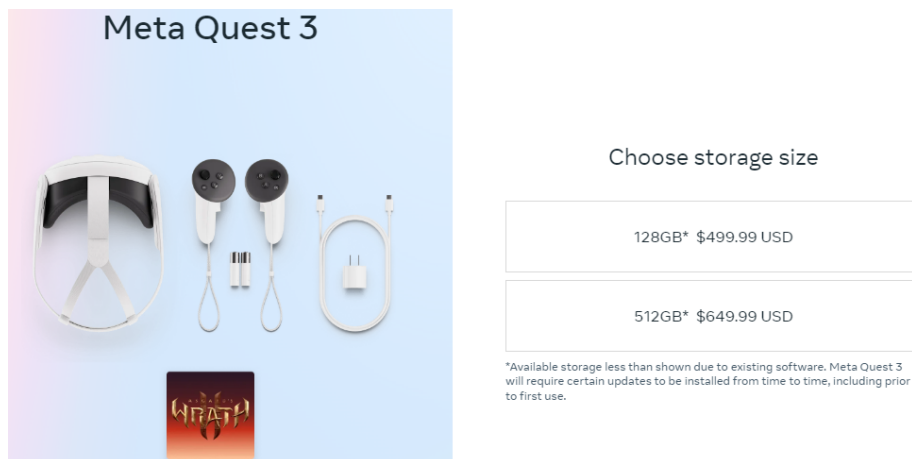 Meta Quest 3
WRATH
Choose storage size
128GB* $499.99 USD
512GB* $649.99 USD
*Available storage less than shown due to existing software. Meta Quest 3
will require certain updates to be installed from time to time, including prior
to first use.